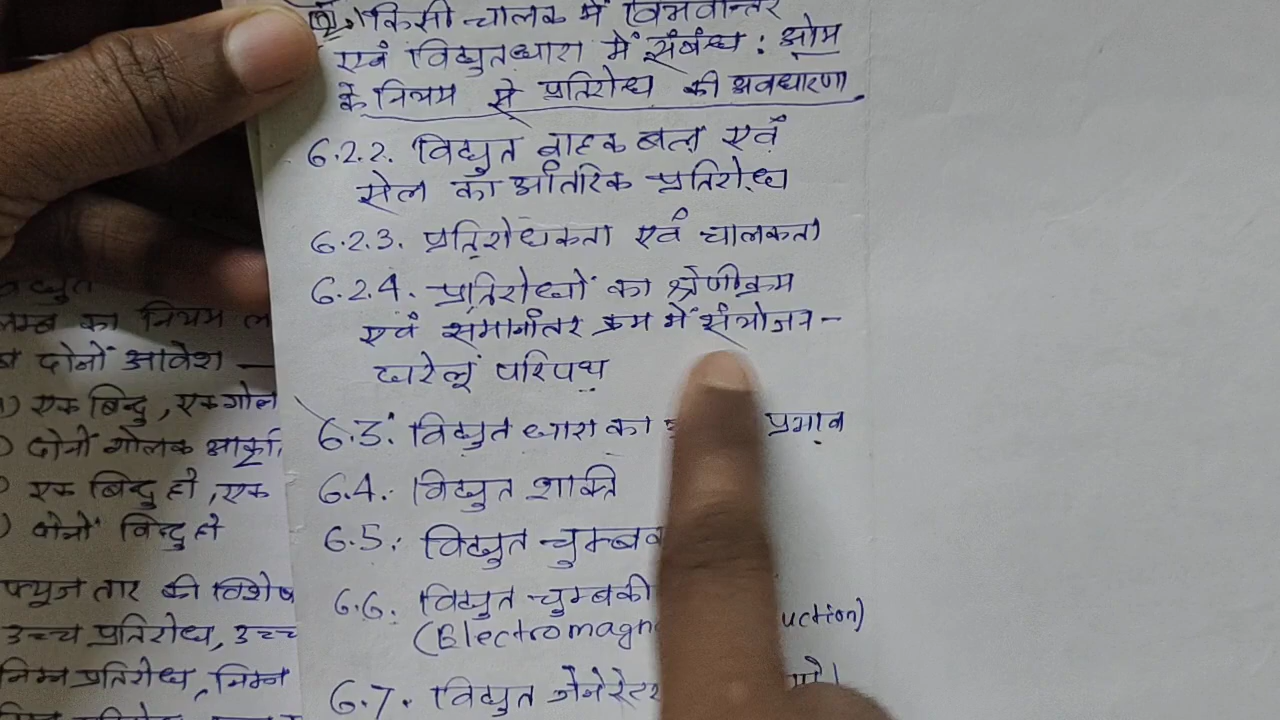 किसी चालक में विभवान्तर
एवं विद्युतधारा में संबंध : ओम
के नियम से प्रतिरोध की अवधारणा
6.2.2. विद्युत वाहक बल एवं
सेल का आंतरिक प्रतिरोध
6.2.3. प्रतिरोधकता एवं चालकता
6.2.4. प्रतिरोधों का श्रेणीक्रम
एवं समानांतर क्रम में संयोजन -
घरेलू परिपथ
6.3. विद्युत धारा का प्रभाव
6.4. विद्युत शक्ति
6.5. विद्युत चुम्बक
6.6. विद्युत चुम्बकी
(Electromagn uction)
6.7. विद्युत जेनेरेटर
का नियम
दोनों आवेश —
एक बिन्दु, एक गोल
दोनों गोलक आकृ
एक बिन्दु हो, एक
दोनों बिन्दु हो
फ्यूज तार की विशेष
उच्च प्रतिरोध, उच्च
निम्न प्रतिरोध, निम्न